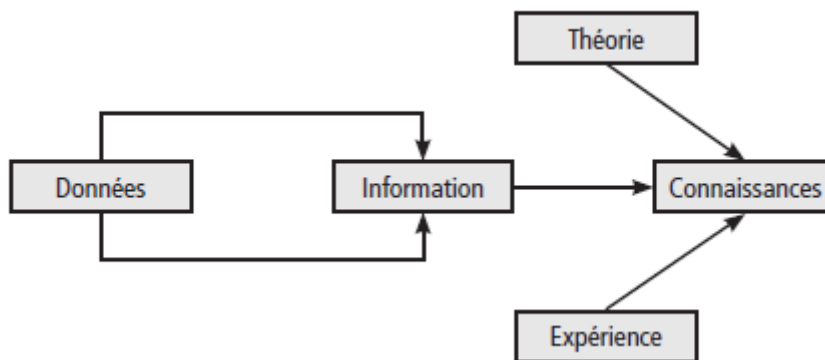 Théorie
Données
Information
Connaissances
Expérience